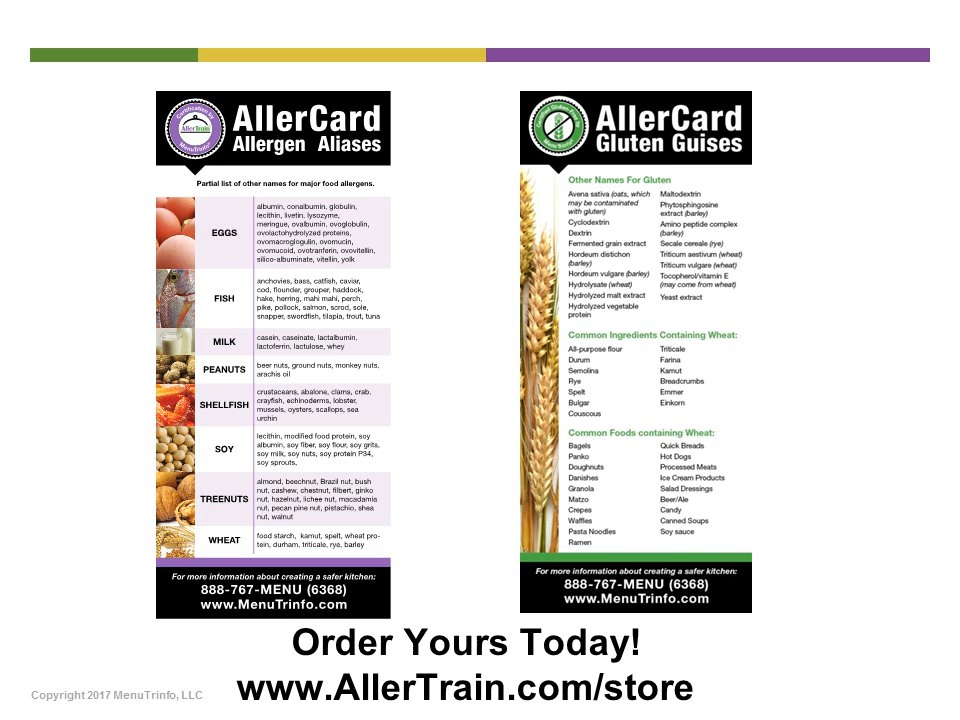 Certification by
AllerTrain
MenuTrinfo
AllerCard
Allergen Aliases
Partial list of other names for major food allergens.
EGGS
albumin, conalbumin, globulin,
lecithin, livetin, lysozyme,
meringue, ovalbumin, ovoglobulin,
ovolactohydrolyzed proteins,
ovomacroglogulin, ovomucin,
ovomucoid, ovotranferin, ovovitellin,
silico-albuminate, vitellin, yolk
FISH
anchovies, bass, catfish, caviar,
cod, flounder, grouper, haddock,
hake, herring, mahi mahi, perch,
pike, pollock, salmon, scrod, sole,
snapper, swordfish, tilapia, trout, tuna
MILK
casein, caseinate, lactalbumin,
lactoferrin, lactulose, whey
PEANUTS
beer nuts, ground nuts, monkey nuts,
arachis oil
SHELLFISH
crustaceans, abalone, clams, crab,
crayfish, echinoderms, lobster,
mussels, oysters, scallops, sea
urchin
SOY
lecithin, modified food protein, soy
albumin, soy fiber, soy flour, soy grits,
soy milk, soy nuts, soy protein P34,
soy sprouts,
TREENUTS
almond, beechnut, Brazil nut, bush
nut, cashew, chestnut, filbert, ginko
nut, hazelnut, lichee nut, macadamia
nut, pecan pine nut, pistachio, shea
nut, walnut
WHEAT
food starch, kamut, spelt, wheat pro-
tein, durham, triticale, rye, barley
For more information about creating a safer kitchen:
888-767-MENU (6368)
www.MenuTrinfo.com
Certified Gluten-Free by
MenuTrinfo
AllerCard
Gluten Guises
Other Names For Gluten
Avena sativa (oats, which
may be contaminated
with gluten)
Cyclodextrin
Dextrin
Fermented grain extract
Hordeum distichon
(barley)
Hordeum vulgare (barley)
Hydrolysate (wheat)
Hydrolyzed malt extract
Hydrolyzed vegetable
protein
Maltodextrin
Phytosphingosine
extract (barley)
Amino peptide complex
(barley)
Secale cereale (rye)
Triticum aestivum (wheat)
Triticum vulgare (wheat)
Tocopherol/vitamin E
(may come from wheat)
Yeast extract
Common Ingredients Containing Wheat:
All-purpose flour
Durum
Semolina
Rye
Spelt
Bulgar
Couscous
Triticale
Farina
Kamut
Breadcrumbs
Emmer
Einkorn
Common Foods containing Wheat:
Bagels
Panko
Doughnuts
Danishes
Granola
Matzo
Crepes
Waffles
Pasta Noodles
Ramen
Quick Breads
Hot Dogs
Processed Meats
Ice Cream Products
Salad Dressings
Beer/Ale
Candy
Canned Soups
Soy sauce
For more information about creating a safer kitchen:
888-767-MENU (6368)
www.MenuTrinfo.com
Order Yours Today!
www.AllerTrain.com/store
Copyright 2017 MenuTrinfo, LLC